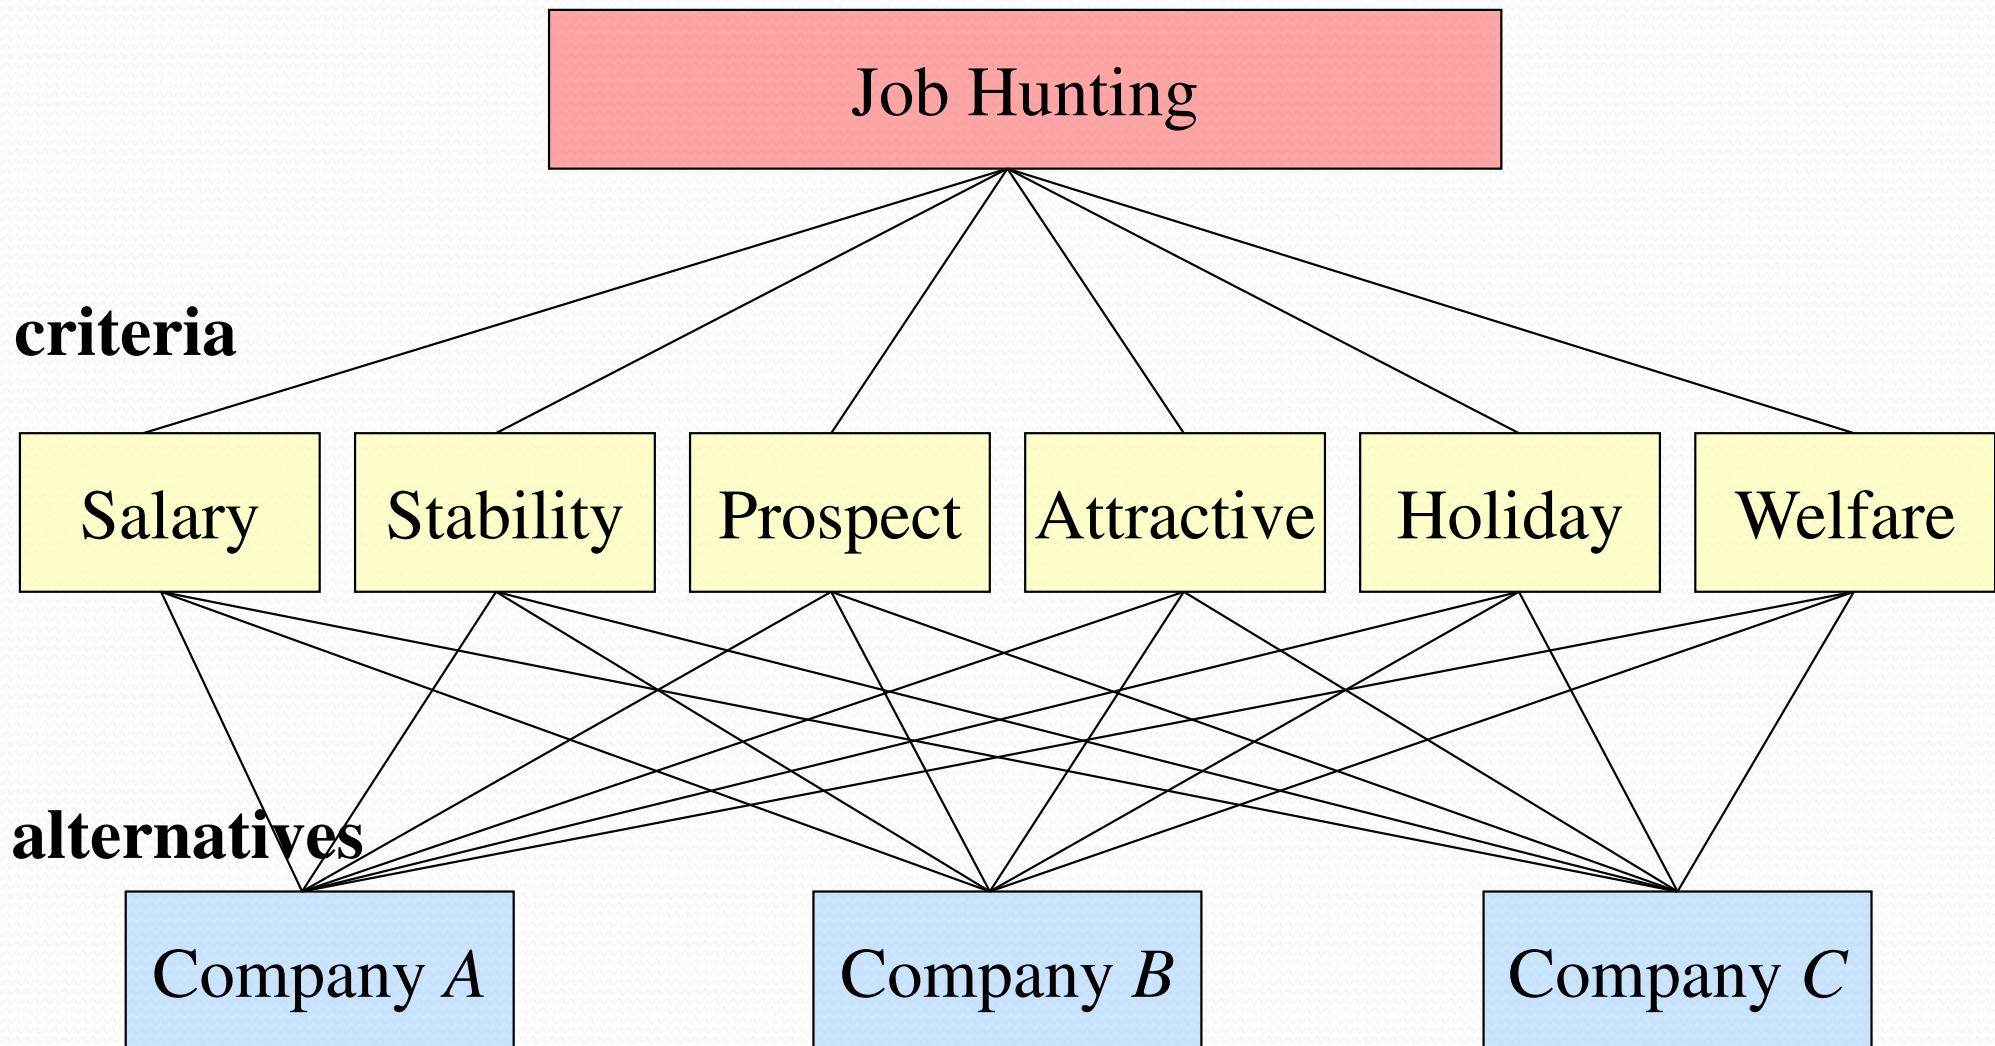 Job Hunting
criteria
Salary
Stability
Prospect
Attractive
Holiday
Welfare
alternatives
Company A
Company B
Company C